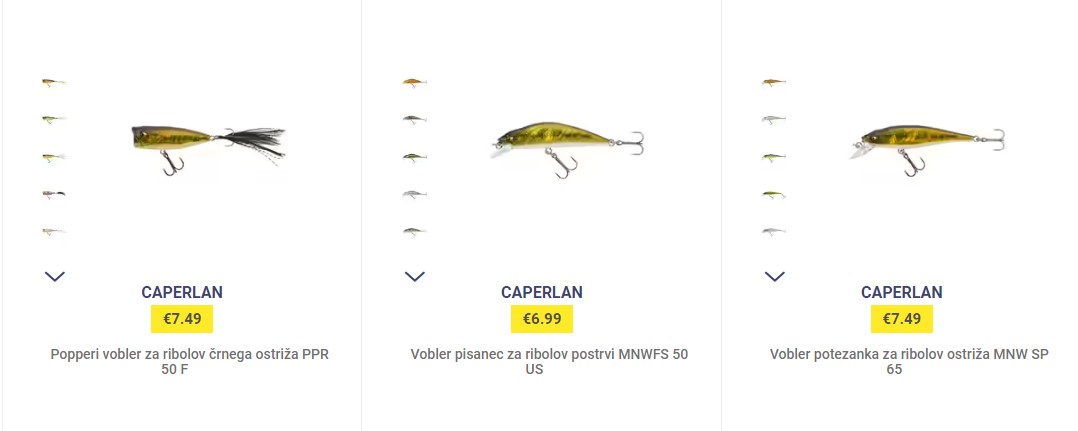 CAPERLAN
€7.49
Popperi vobler za ribolov črnega ostriža PPR
50 F
CAPERLAN
€6.99
Vobler pisanec za ribolov postrvi MNWFS 50
US
CAPERLAN
€7.49
Vobler potezanka za ribolov ostriža MNW SP
65